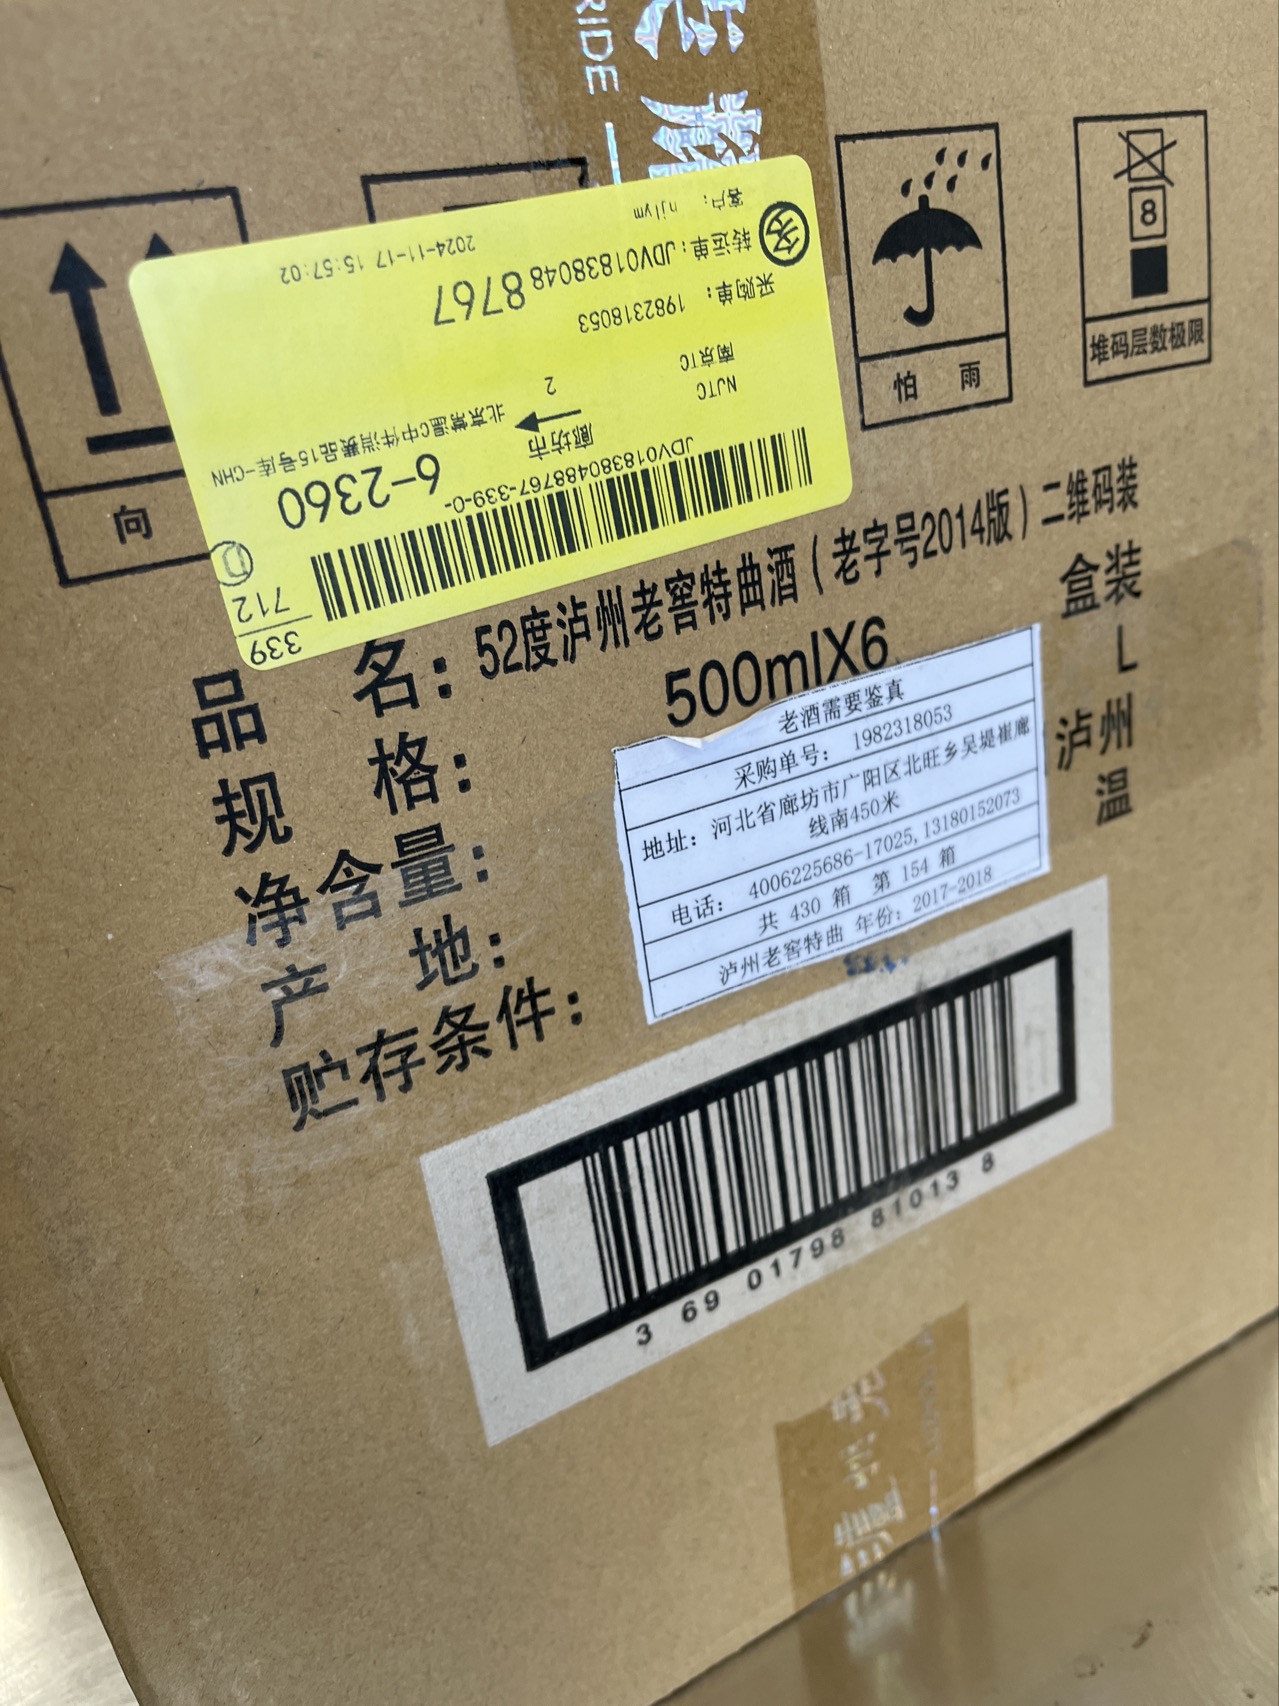 RIDE
怕 雨
8
堆码层数极限
向
客户: njlym
转运单: JDV018380488767
2024-11-17 15:57:02
采购单: 1982318053
NJTC
南京TC
2
廊坊市
北京常温C中件消费品15号库-CHN
6-2360
JDV018380488767-339-0-
D
339
712
品 名: 52度泸州老窖特曲酒(老字号2014版)二维码装
规 格: 500mlX6 盒装
净含量: L
产 地: 泸州
贮存条件: 温
老酒需要鉴真
采购单号: 1982318053
地址: 河北省廊坊市广阳区北旺乡吴堤崔廊
线南450米
电话: 4006225686-17025,13180152073
共 430 箱 第 154 箱
泸州老窖特曲 年份: 2017-2018
3 69 01798 81013 8